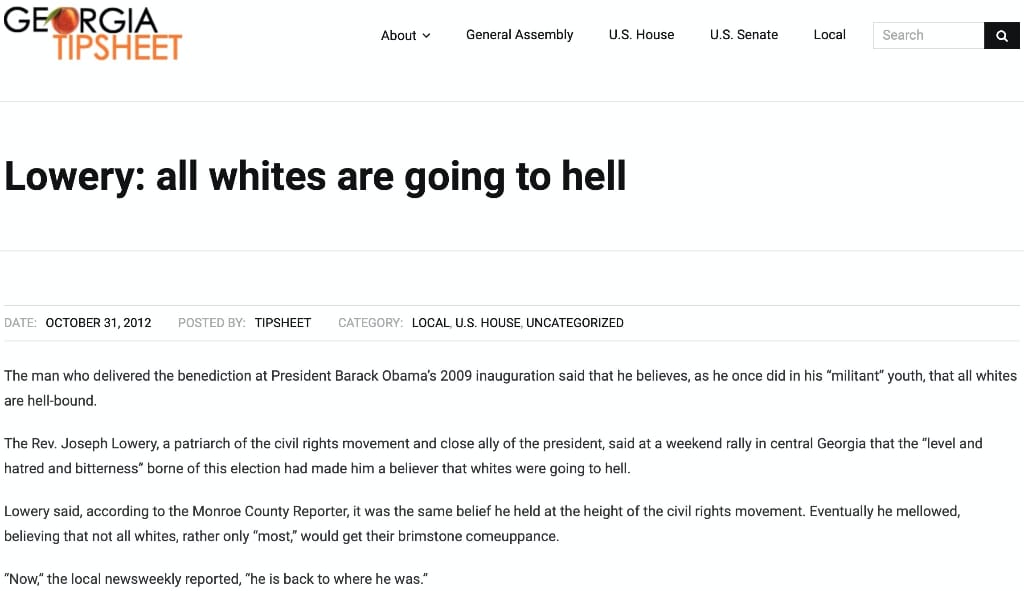 GEORGIA
TIPSHEET
About General Assembly U.S. House U.S. Senate Local Search
Lowery: all whites are going to hell
DATE: OCTOBER 31, 2012 POSTED BY: TIPSHEET CATEGORY: LOCAL, U.S. HOUSE, UNCATEGORIZED
The man who delivered the benediction at President Barack Obama's 2009 inauguration said that he believes, as he once did in his “militant” youth, that all whites
are hell-bound.
The Rev. Joseph Lowery, a patriarch of the civil rights movement and close ally of the president, said at a weekend rally in central Georgia that the “level and
hatred and bitterness” borne of this election had made him a believer that whites were going to hell.
Lowery said, according to the Monroe County Reporter, it was the same belief he held at the height of the civil rights movement. Eventually he mellowed,
believing that not all whites, rather only “most,” would get their brimstone comeuppance.
“Now,” the local newsweekly reported, “he is back to where he was.”